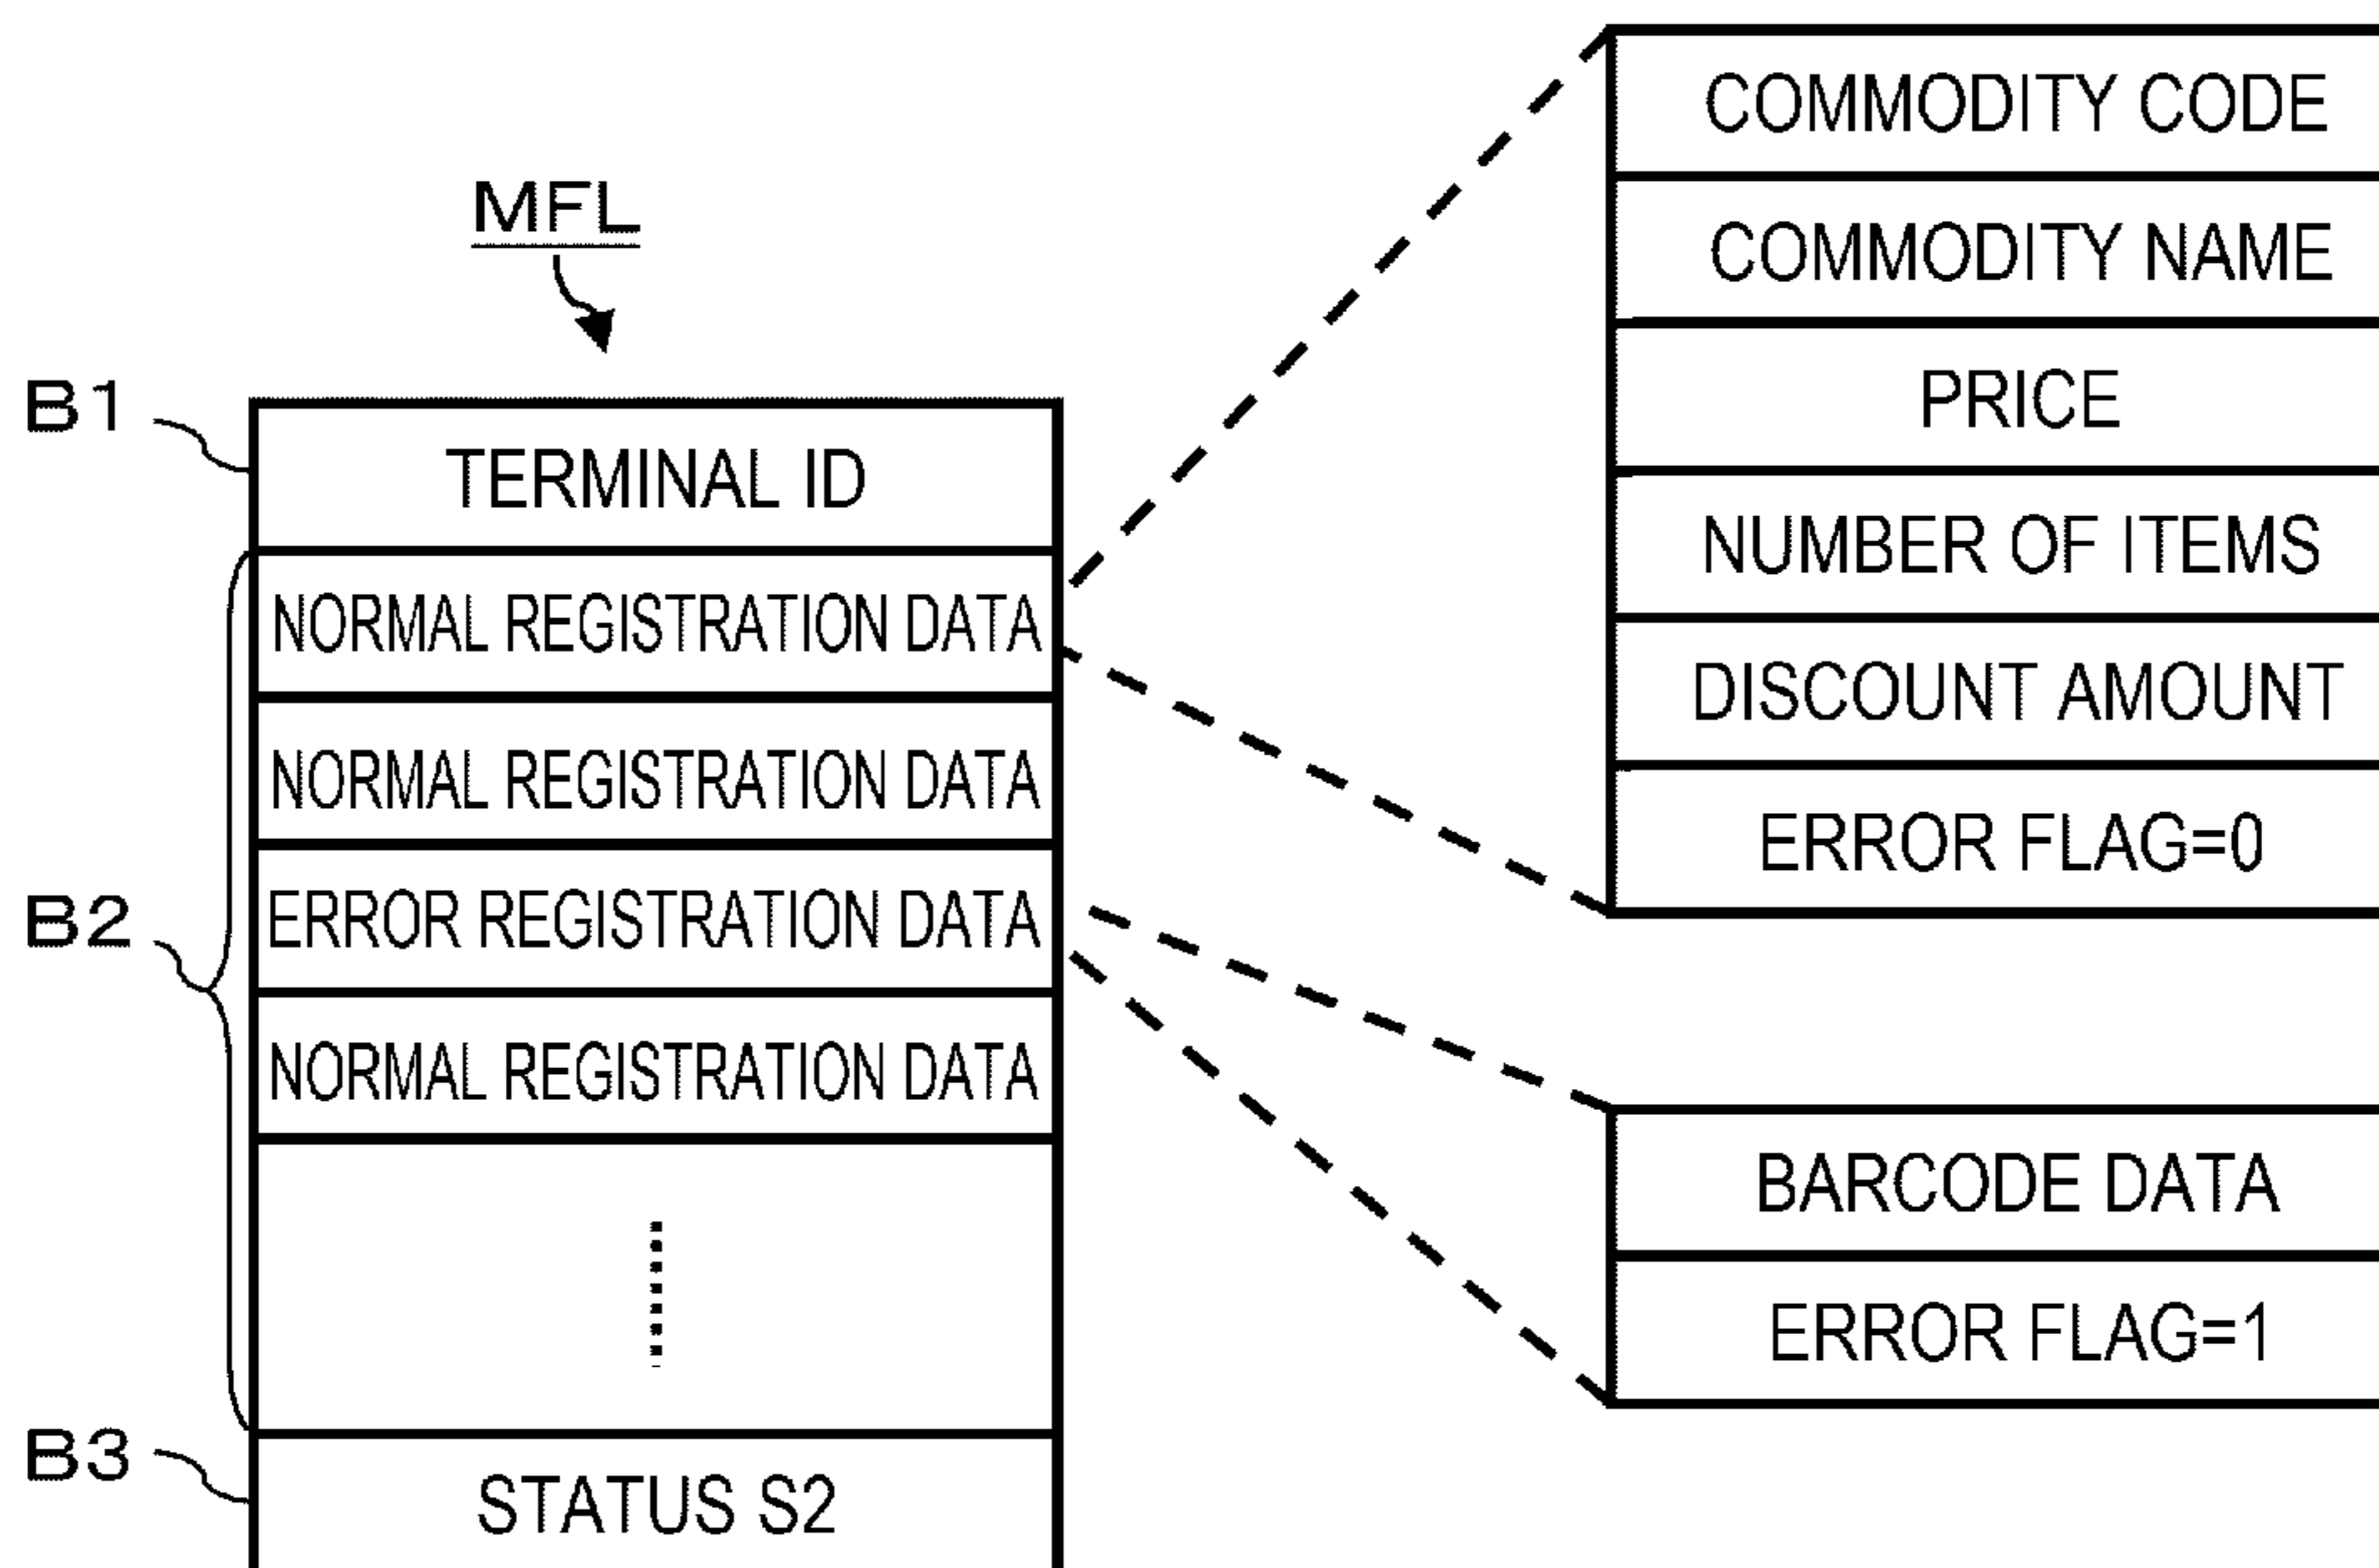 MFL
B1
TERMINAL ID
NORMAL REGISTRATION DATA
NORMAL REGISTRATION DATA
B2
ERROR REGISTRATION DATA
NORMAL REGISTRATION DATA
B3
STATUS S2
COMMODITY CODE
COMMODITY NAME
PRICE
NUMBER OF ITEMS
DISCOUNT AMOUNT
ERROR FLAG=0
BARCODE DATA
ERROR FLAG=1